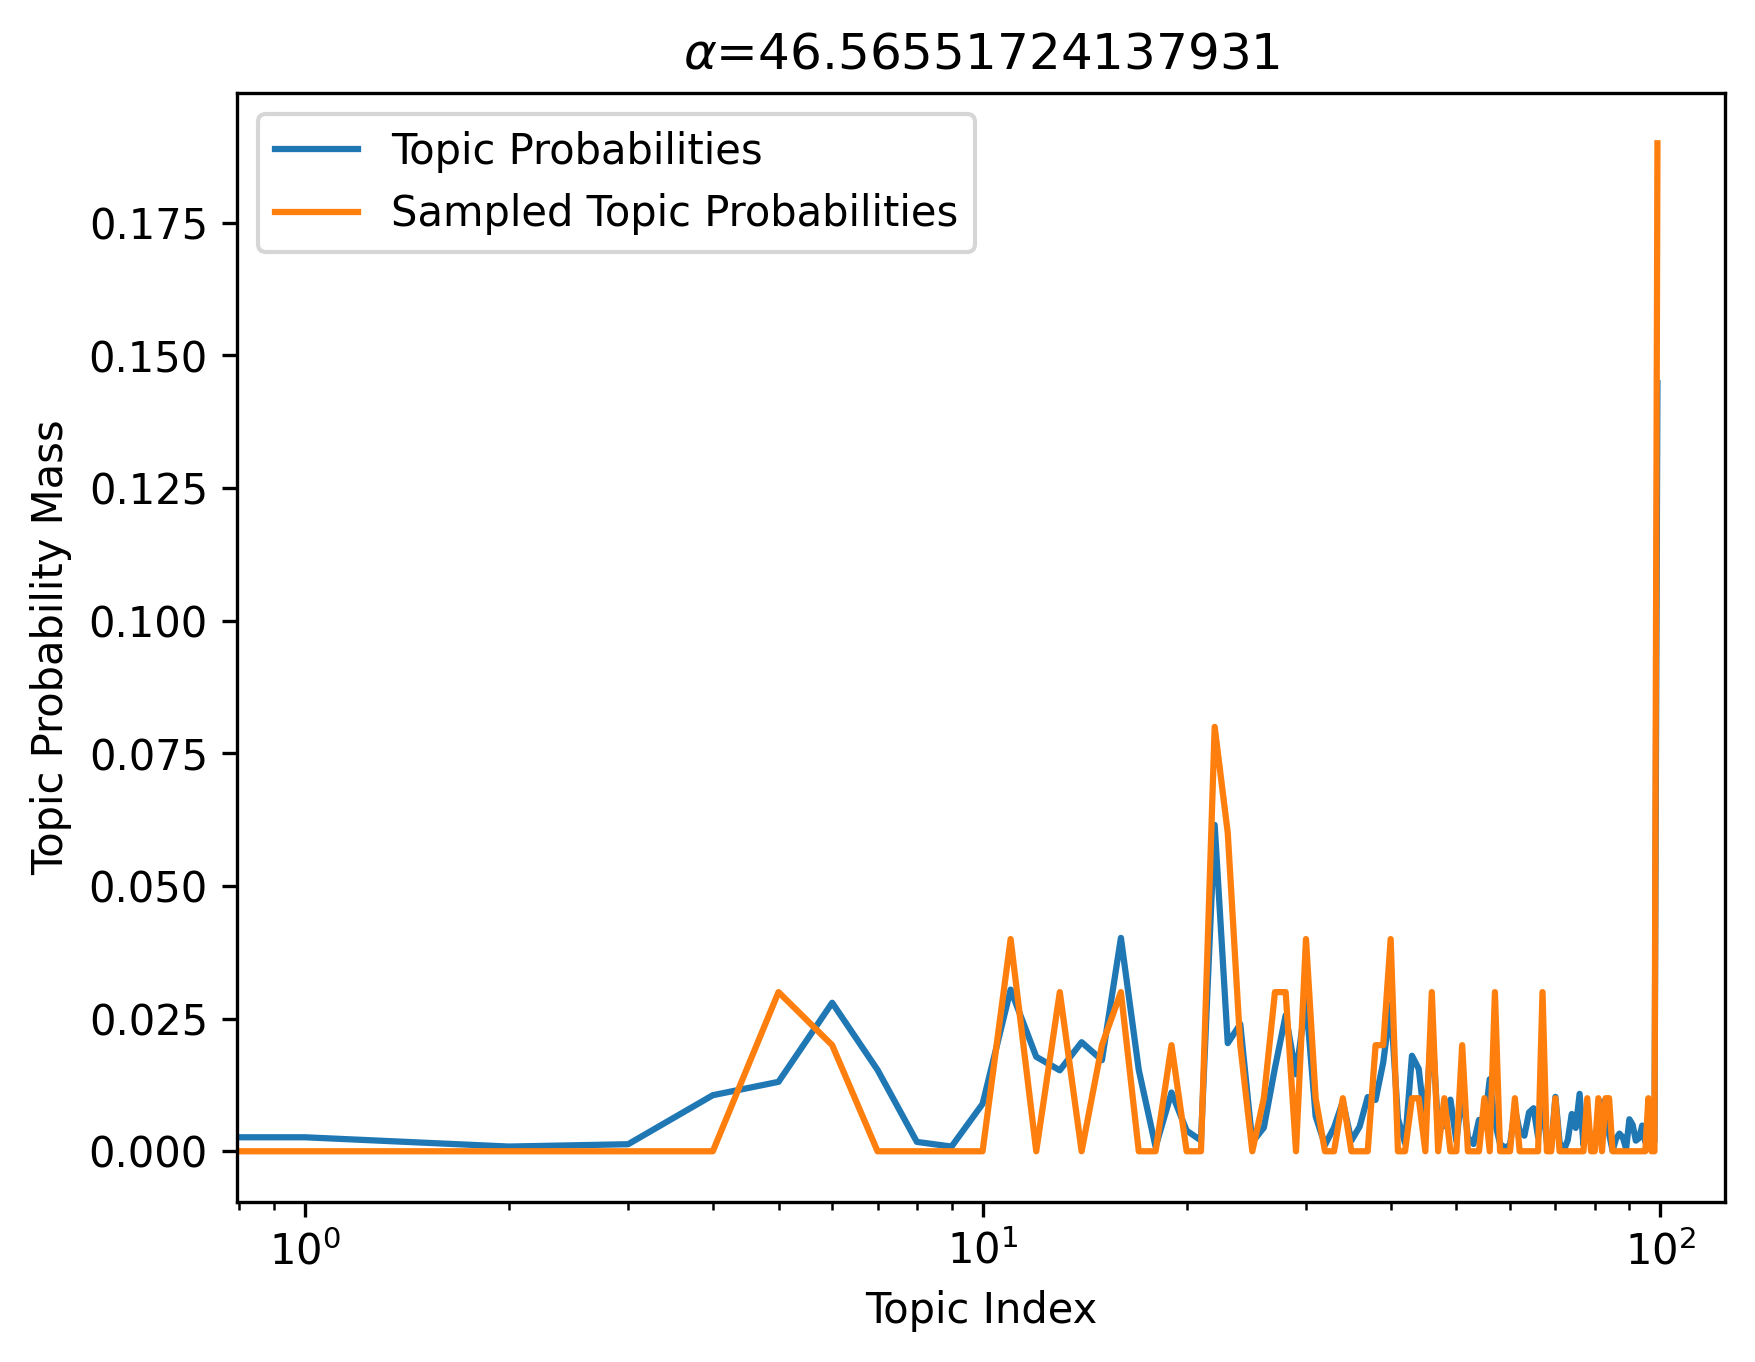 α=46.56551724137931
Topic Probabilities
Sampled Topic Probabilities
0.175
0.150
0.125
0.100
0.075
0.050
0.025
0.000
Topic Probability Mass
10⁰
10¹
10²
Topic Index